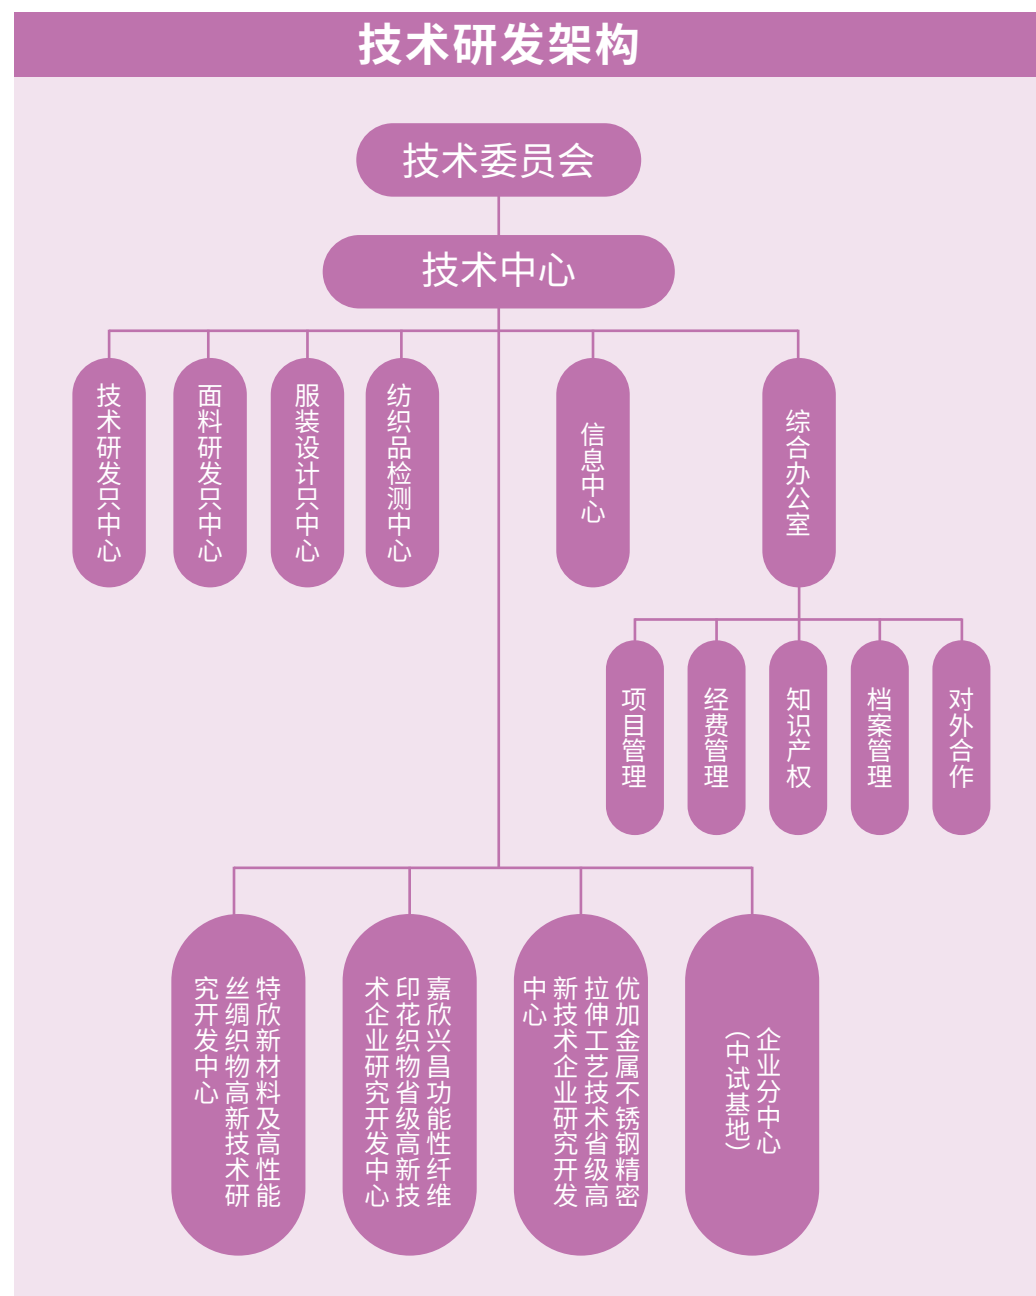 技术研发架构
技术委员会
技术中心
技术研发只中心
面料研发只中心
服装设计只中心
纺织品检测中心
信息中心
综合办公室
项目管理
经费管理
知识产权
档案管理
对外合作
特欣新材料及高性能
丝绸织物高新技术研
究开发中心
嘉欣兴昌功能性纤维
印花织物省级高新技
术企业研究开发中心
优加金属不锈钢精密
拉伸工艺技术省级高
新技术企业研究开发
中心
企业分中心
（中试基地）